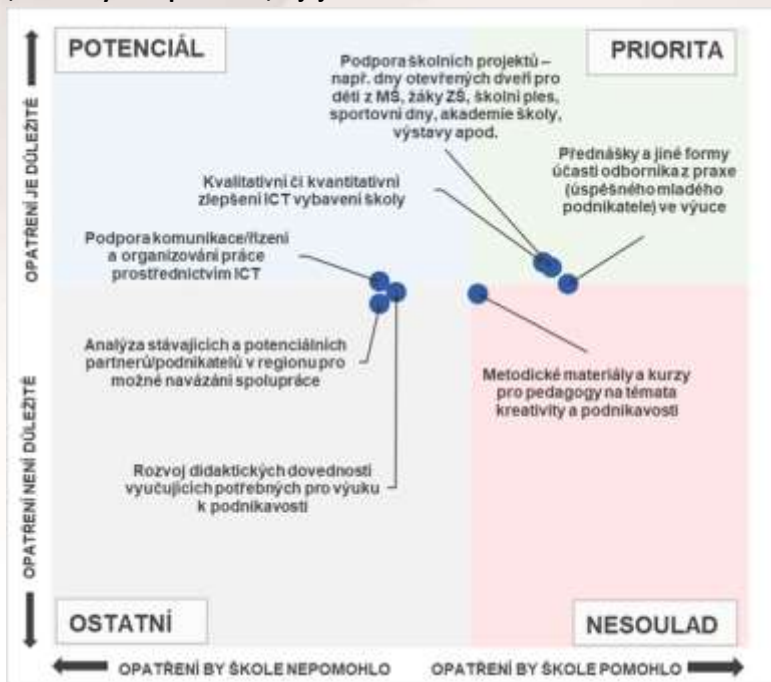 POTENCIÁL
PRIORITA
Podpora školních projektů –
např. dny otevřených dveří pro
děti z MŠ, žáky ZŠ, školní ples,
sportovní dny, akademie školy,
výstavy apod.
Přednášky a jiné formy
účasti odborníka z praxe
(úspěšného mladého
podnikatele) ve výuce
Kvalitativní či kvantitativní
zlepšení ICT vybavení školy
Podpora komunikace/řízení
a organizování práce
prostřednictvím ICT
Analýza stávajících a potenciálních
partnerů/podnikatelů v regionu pro
možné navázání spolupráce
Metodické materiály a kurzy
pro pedagogy na témata
kreativity a podnikavosti
Rozvoj didaktických dovedností
vyučujících potřebných pro výuku
k podnikavosti
OSTATNÍ
NESOULAD
OPATŘENÍ JE DŮLEŽITÉ
OPATŘENÍ NENÍ DŮLEŽITÉ
OPATŘENÍ BY ŠKOLE NEPOMOHLO
OPATŘENÍ BY ŠKOLE POMOHLO